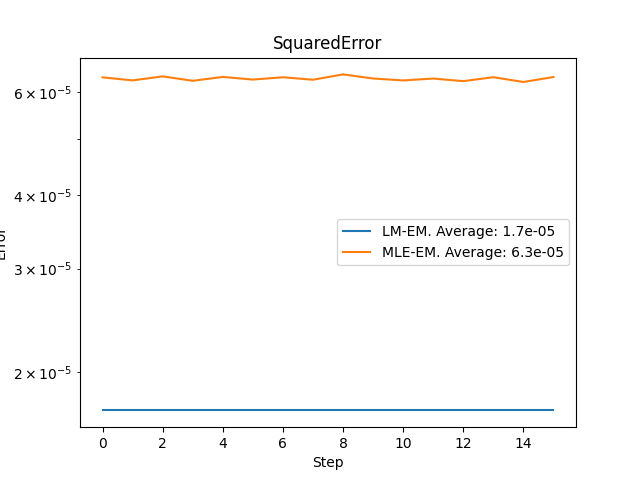 SquaredError
6 × 10⁻⁵
4 × 10⁻⁵
3 × 10⁻⁵
2 × 10⁻⁵
Error
LM-EM. Average: 1.7e-05
MLE-EM. Average: 6.3e-05
0 2 4 6 8 10 12 14
Step